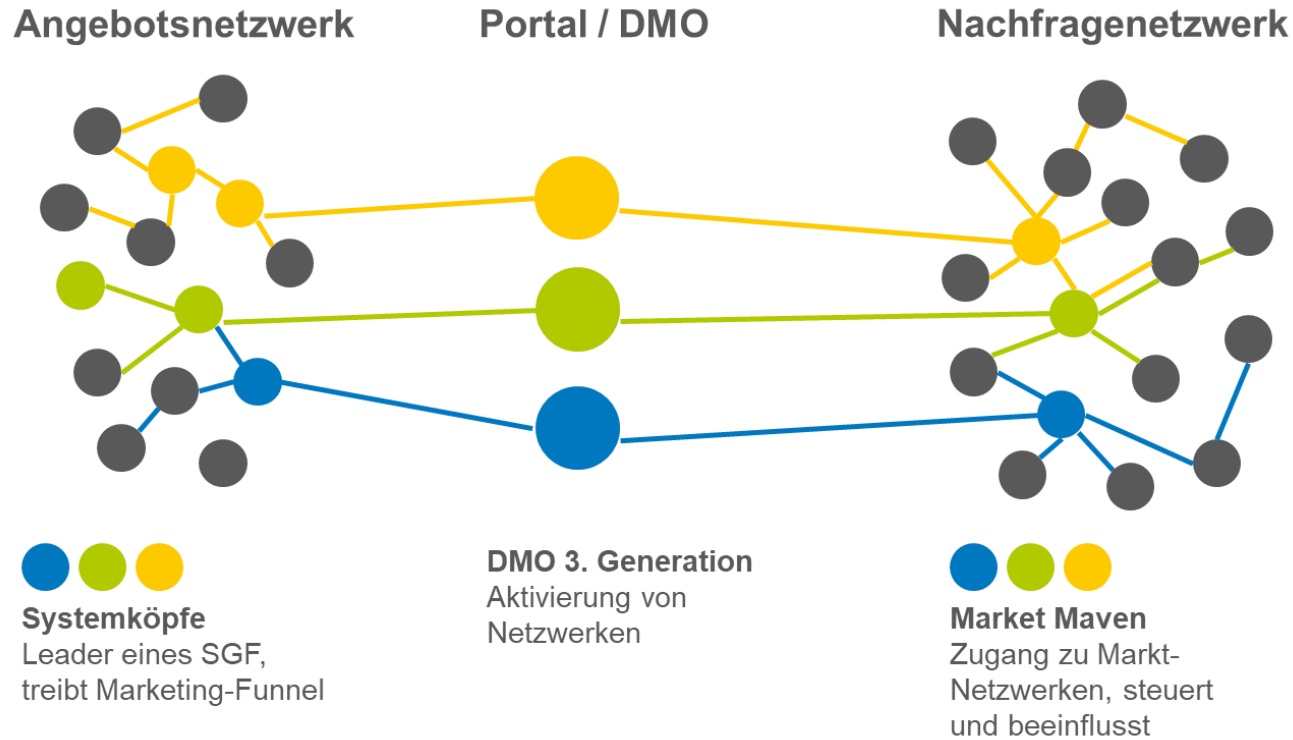 Angebotsnetzwerk
Portal / DMO
Nachfragenetzwerk
Systemköpfe
Leader eines SGF,
treibt Marketing-Funnel
DMO 3. Generation
Aktivierung von
Netzwerken
Market Maven
Zugang zu Markt-
Netzwerken, steuert
und beeinflusst